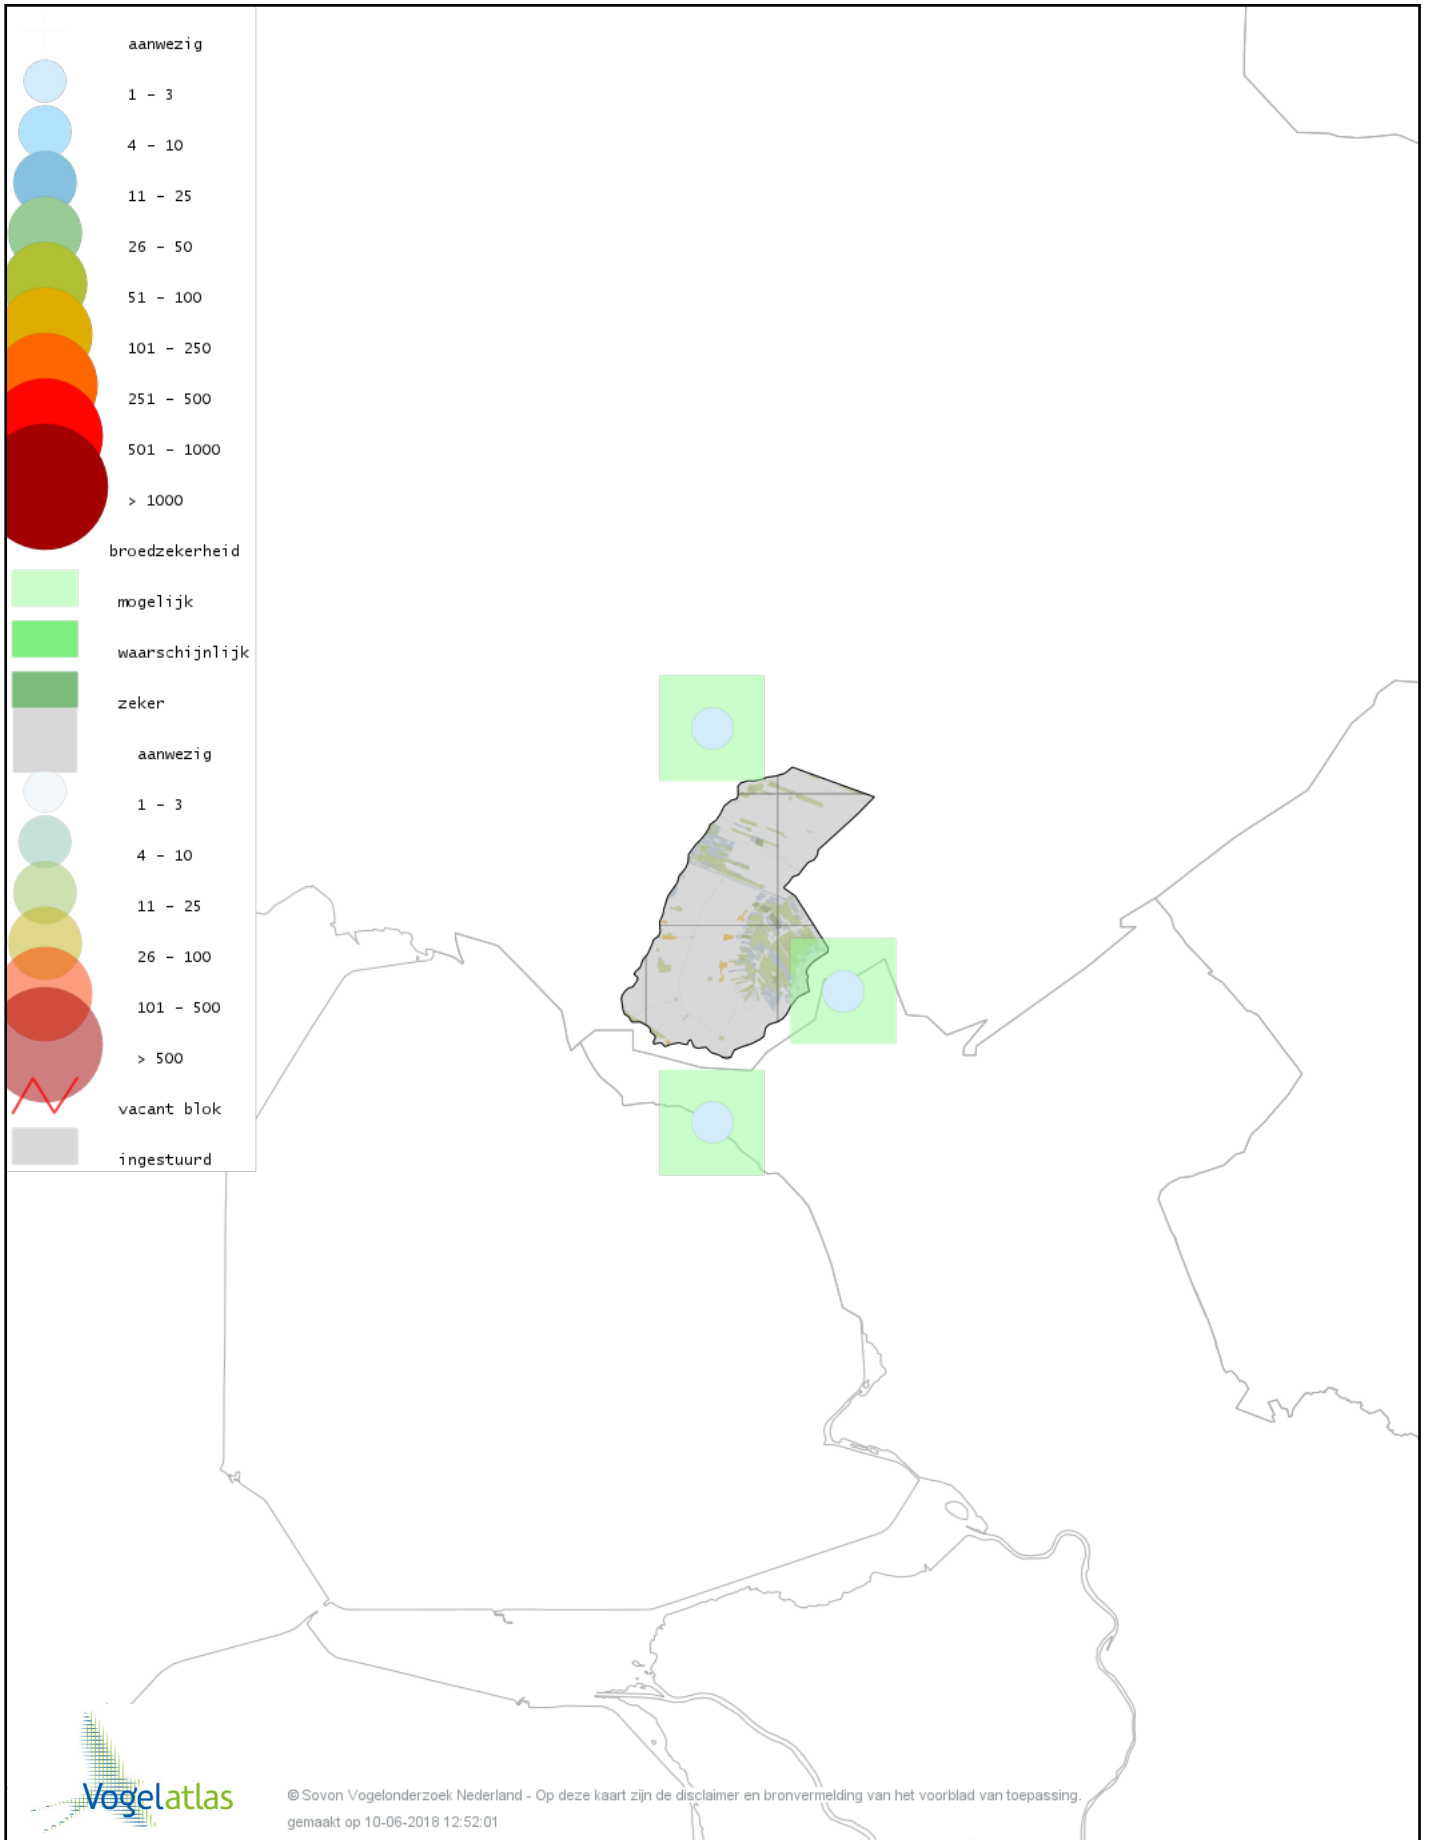 aanwezig
1 - 3
4 - 10
11 - 25
26 - 50
51 - 100
101 - 250
251 - 500
501 - 1000
> 1000
broedzekerheid
mogelijk
waarschijnlijk
zeker
aanwezig
1 - 3
4 - 10
11 - 25
26 - 100
101 - 500
> 500
vacant blok
ingestuurd
Vogelatlas
© Sovon Vogelonderzoek Nederland - Op deze kaart zijn de disclaimer en bronvermelding van het voorblad van toepassing.
gemaakt op 10-06-2018 12:52:01